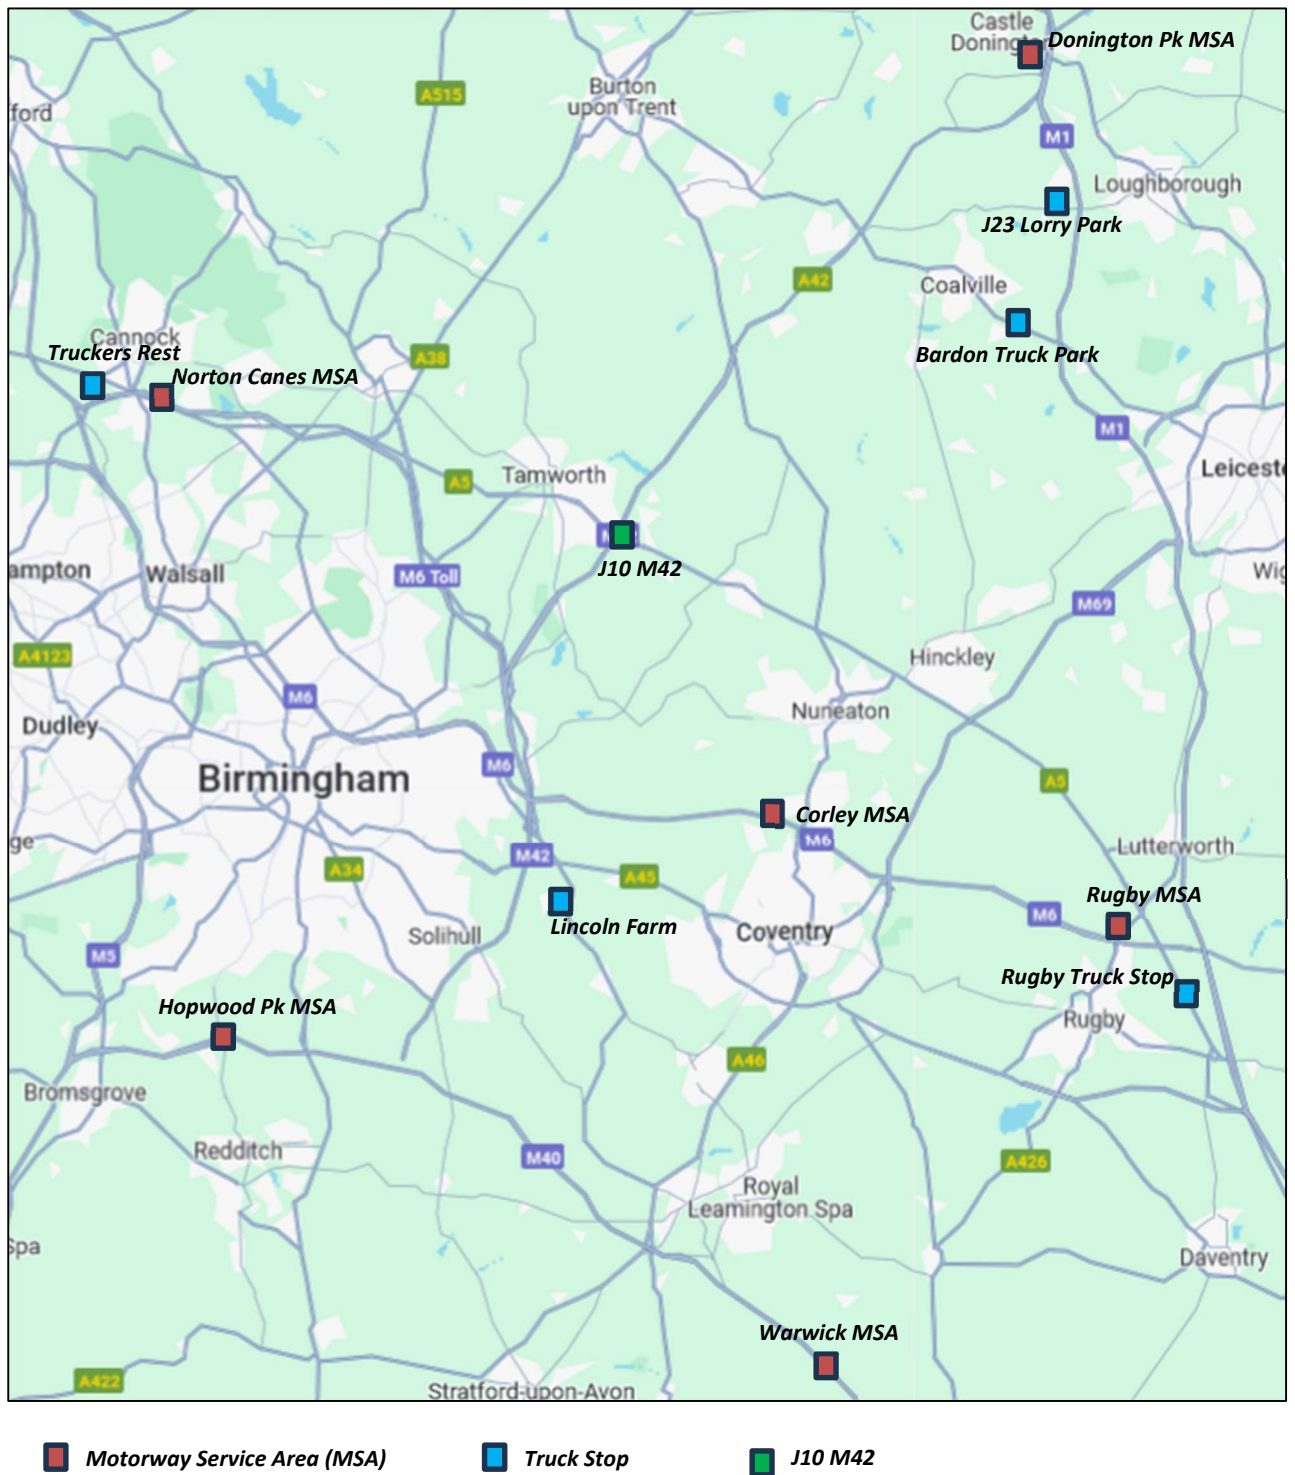 Castle
Donington
Donington Pk MSA
Burton
upon Trent
A515
fford
M1
Loughborough
J23 Lorry Park
A42
Coalville
Cannock
Truckers Rest
Norton Canes MSA
A38
Bardon Truck Park
M1
Leiceste
Tamworth
A5
J10 M42
ampton
Walsall
M6 Toll
Wig
M69
A4123
Hinckley
M6
Nuneaton
Dudley
Birmingham
M6
A5
Corley MSA
M6
ge
Lutterworth
M42
A34
A45
Rugby MSA
M6
Lincoln Farm
Solihull
Coventry
M5
Rugby Truck Stop
Hopwood Pk MSA
Rugby
A46
Bromsgrove
Redditch
M40
A426
Royal
Leamington Spa
Spa
Daventry
Warwick MSA
A422
Stratford-upon-Avon
Motorway Service Area (MSA)
Truck Stop
J10 M42